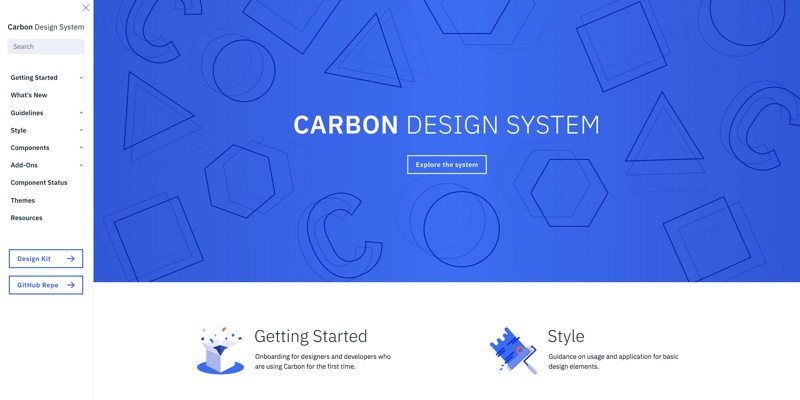 Carbon Design System
Search
Getting Started
What's New
Guidelines
Style
Components
Add-Ons
Component Status
Themes
Resources
Design Kit
GitHub Repo
CARBON DESIGN SYSTEM
Explore the system
Getting Started
Onboarding for designers and developers who
are using Carbon for the first time.
Style
Guidance on usage and application for basic
design elements.